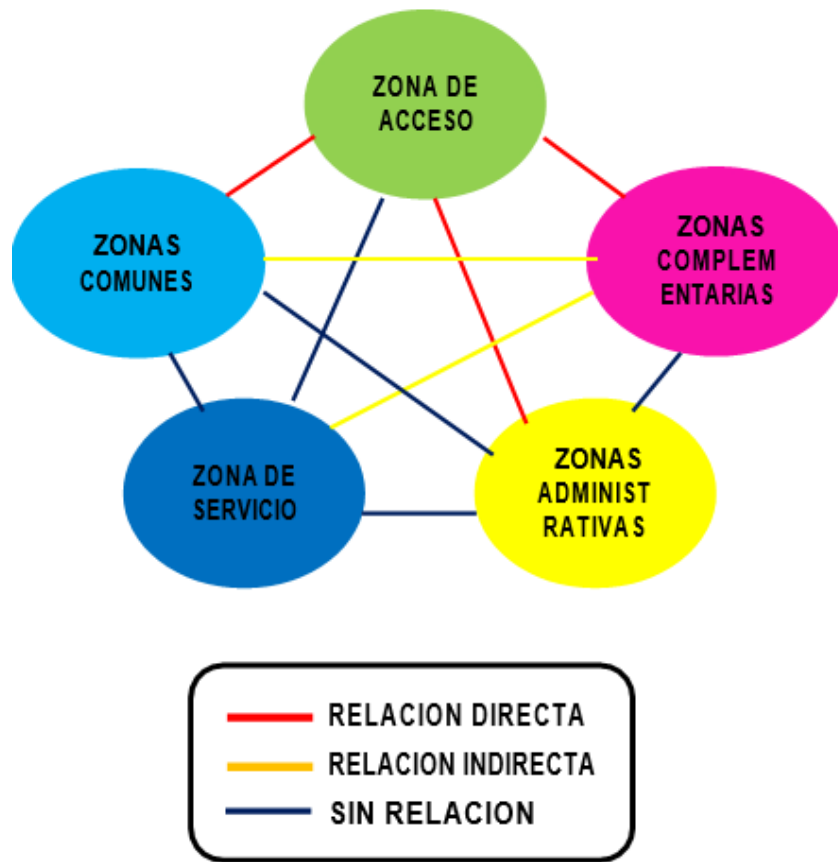 ZONA DE
ACCESO
ZONAS
COMUNES
ZONAS
COMPLEM
ENTARIAS
ZONA DE
SERVICIO
ZONAS
ADMINIST
RATIVAS
RELACION DIRECTA
RELACION INDIRECTA
SIN RELACION